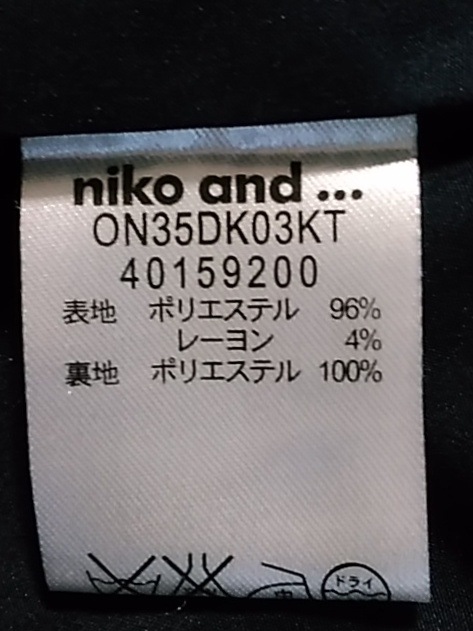 niko and ...
ON35DK03KT
40159200
表地 ポリエステル 96%
レーヨン 4%
裏地 ポリエステル 100%
中
ドライ